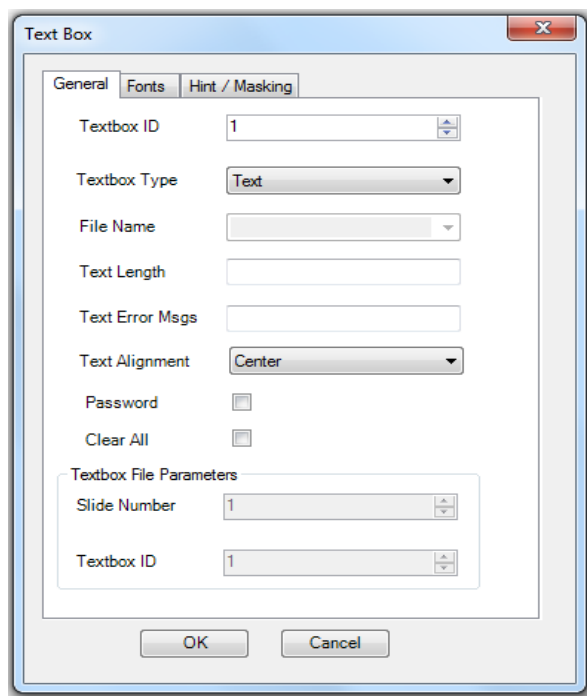 Text Box
General Fonts Hint / Masking
Textbox ID 1
Textbox Type Text
File Name
Text Length
Text Error Msgs
Text Alignment Center
Password
Clear All
Textbox File Parameters
Slide Number 1
Textbox ID 1
OK Cancel